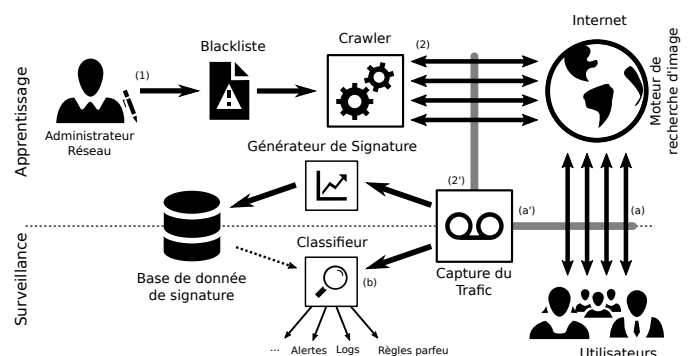 Internet
Crawler
(2)
Blackliste
(1)
Apprentissage
Moteur de
recherche d'image
Administrateur
Réseau
Générateur de Signature
(2')
(a')
(a)
Surveillance
Classifieur
Base de donnée
de signature
(b)
Capture du
Trafic
... Alertes Logs Règles parfeu
Utilisateurs